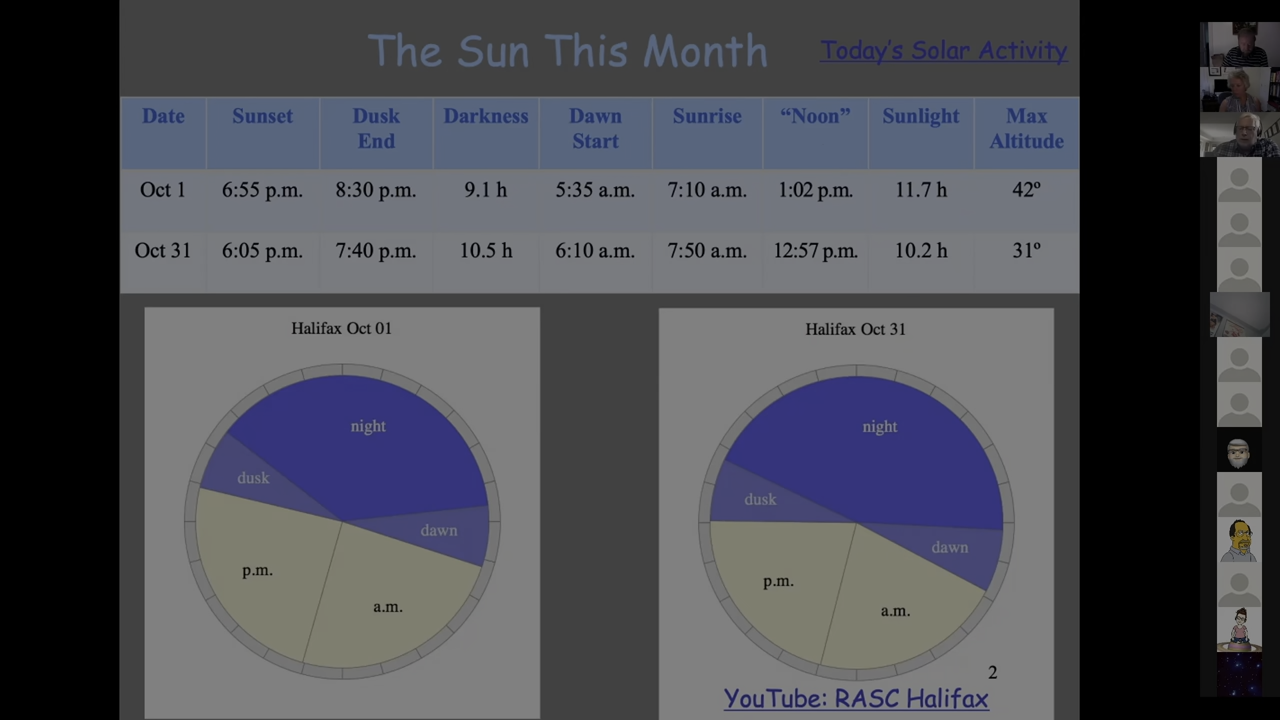 The Sun This Month
Today's Solar Activity
Date Sunset Dusk End Darkness Dawn Start Sunrise “Noon” Sunlight Max Altitude
Oct 1 6:55 p.m. 8:30 p.m. 9.1 h 5:35 a.m. 7:10 a.m. 1:02 p.m. 11.7 h 42º
Oct 31 6:05 p.m. 7:40 p.m. 10.5 h 6:10 a.m. 7:50 a.m. 12:57 p.m. 10.2 h 31º
Halifax Oct 01
night
dusk
dawn
p.m.
a.m.
Halifax Oct 31
night
dusk
dawn
p.m.
a.m.
2
YouTube: RASC Halifax